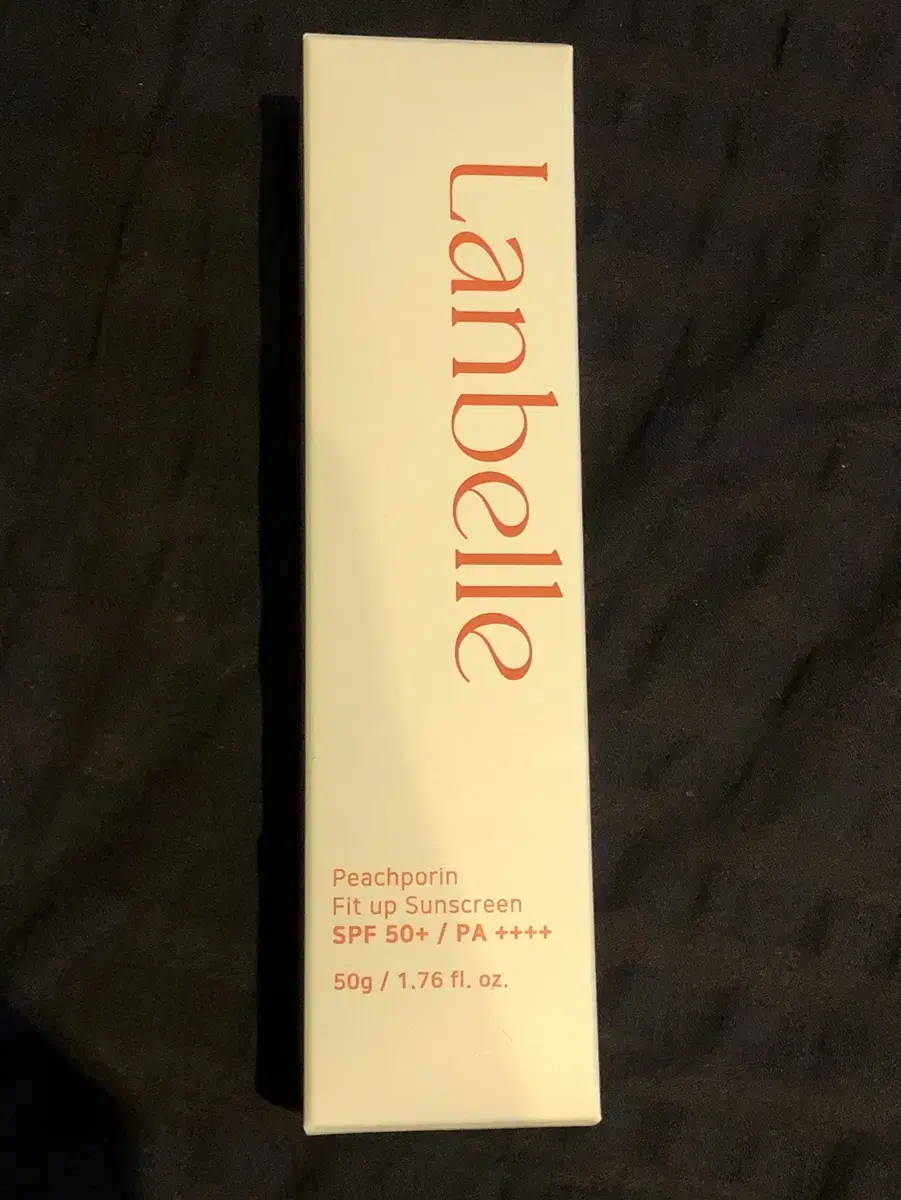 Lanbelle
Peachporin
Fit up Sunscreen
SPF 50+ / PA ++++
50g / 1.76 fl. oz.